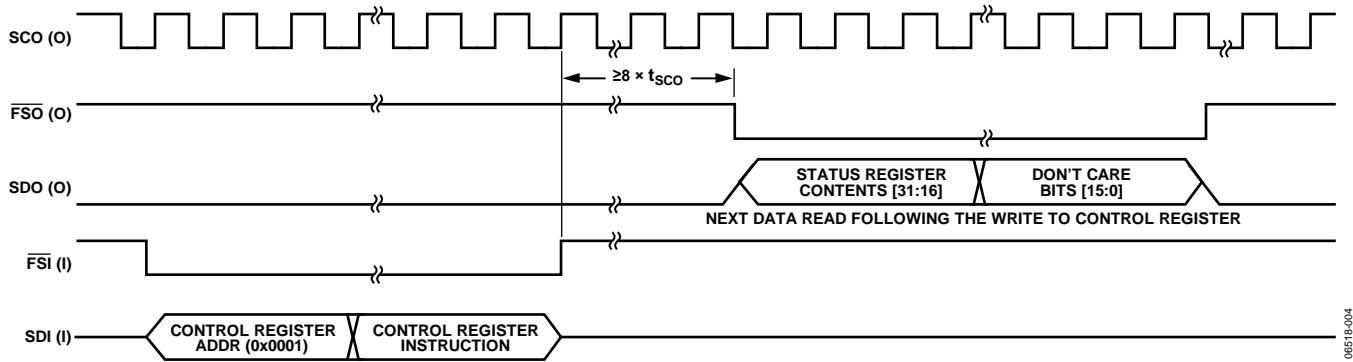 SCO (O)
≥8 × tSCO
FSO (O)
SDO (O)
STATUS REGISTER
CONTENTS [31:16]
DON'T CARE
BITS [15:0]
NEXT DATA READ FOLLOWING THE WRITE TO CONTROL REGISTER
FSI (I)
SDI (I)
CONTROL REGISTER
ADDR (0x0001)
CONTROL REGISTER
INSTRUCTION
06518-004